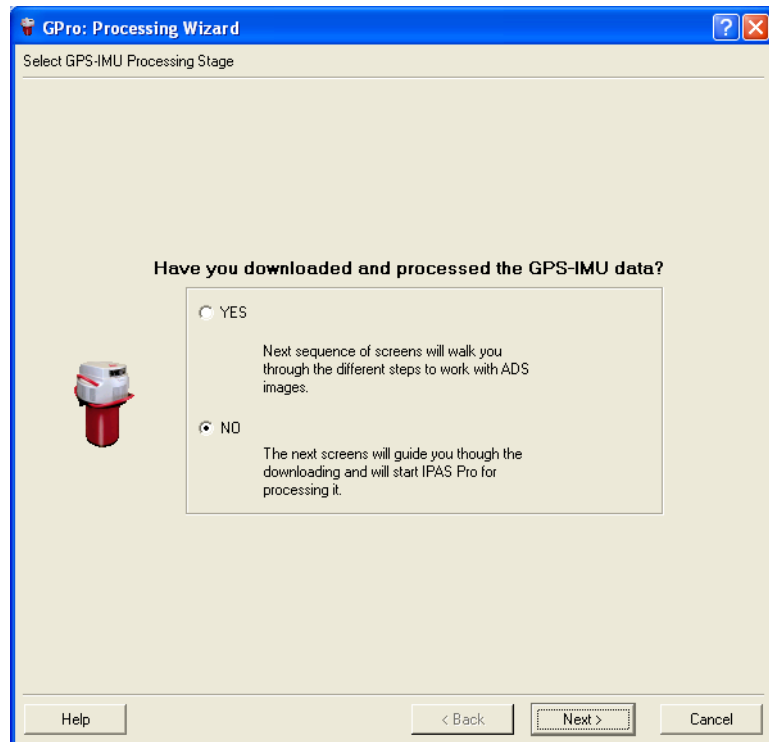 GPro: Processing Wizard
Select GPS-IMU Processing Stage
Have you downloaded and processed the GPS-IMU data?
YES
Next sequence of screens will walk you
through the different steps to work with ADS
images.
NO
The next screens will guide you though the
downloading and will start IPAS Pro for
processing it.
Help
< Back
Next >
Cancel